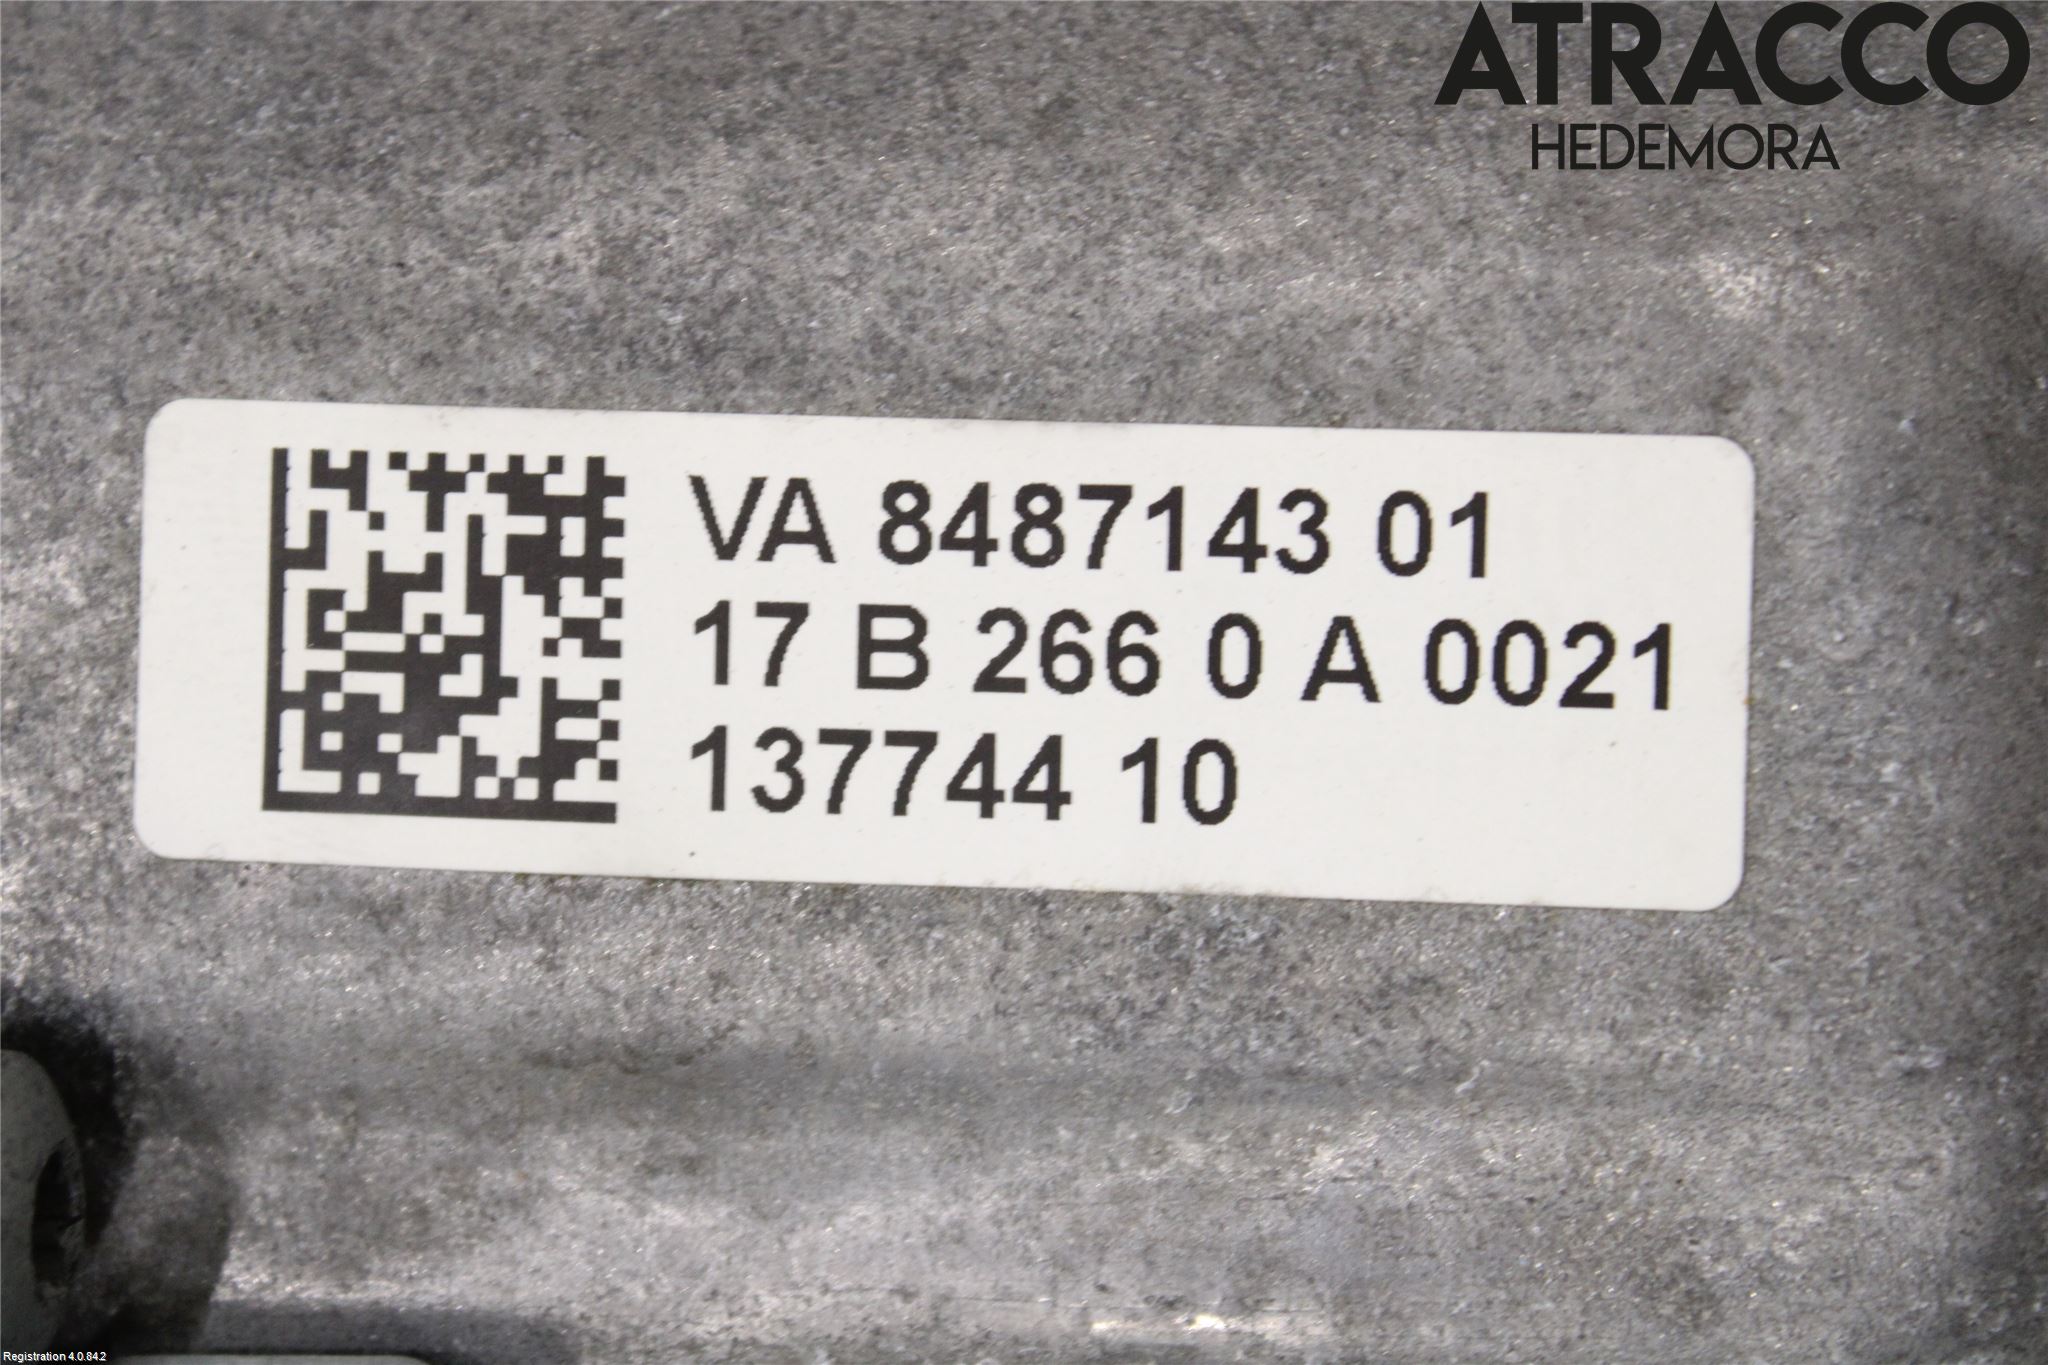 ATRACCO
HEDEMORA
VA 8487143 01
17 B 266 0 A 0021
137744 10
Registration 4.0.84.2